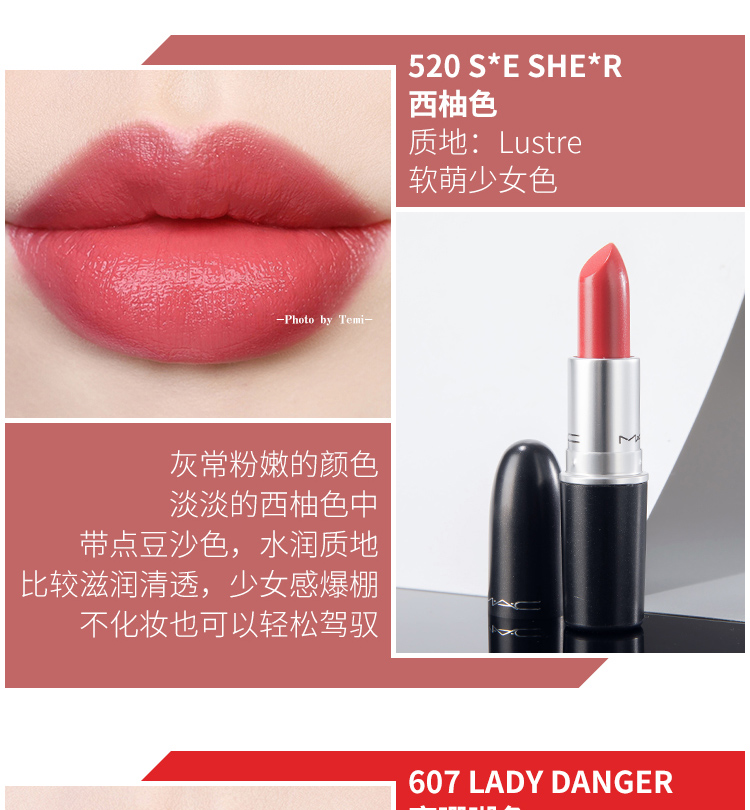 520 S*E SHE*R
西柚色
质地：Lustre
软萌少女色
-Photo by Temi-
MAC
MAC
灰常粉嫩的颜色
淡淡的西柚色中
带点豆沙色，水润质地
比较滋润清透，少女感爆棚
不化妆也可以轻松驾驭
607 LADY DANGER